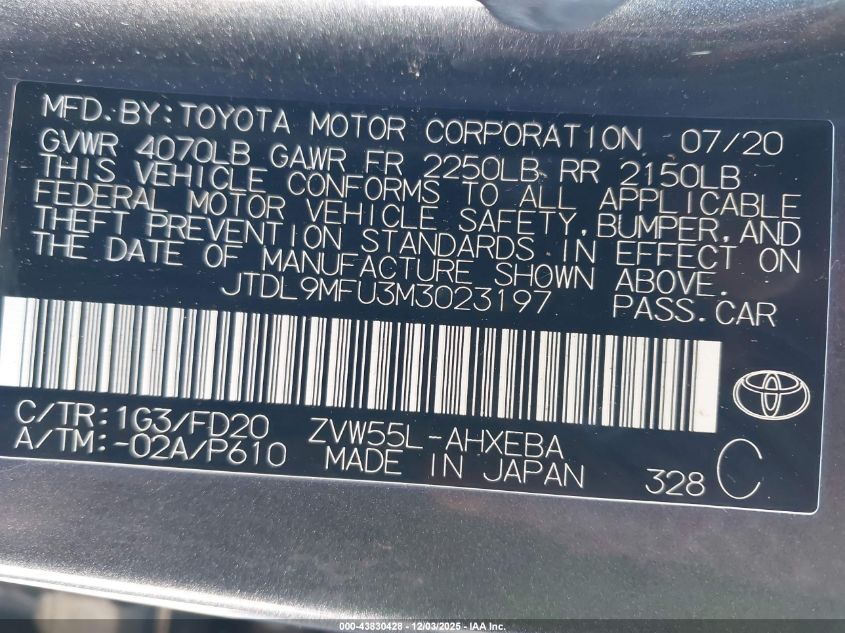 MFD. BY: TOYOTA MOTOR CORPORATION 07/20
GVWR 4070LB GAWR FR 2250LB RR 2150LB
THIS VEHICLE CONFORMS TO ALL APPLICABLE
FEDERAL MOTOR VEHICLE SAFETY, BUMPER, AND
THEFT PREVENTION STANDARDS IN EFFECT ON
THE DATE OF MANUFACTURE SHOWN ABOVE.
JTDL9MFU3M3023197 PASS. CAR
C/TR: 1G3/FD20 ZVW55L-AHXEBA
A/TM: -02A/P610 MADE IN JAPAN 328 C
000-43830428 - 12/03/2025 - IAA Inc.